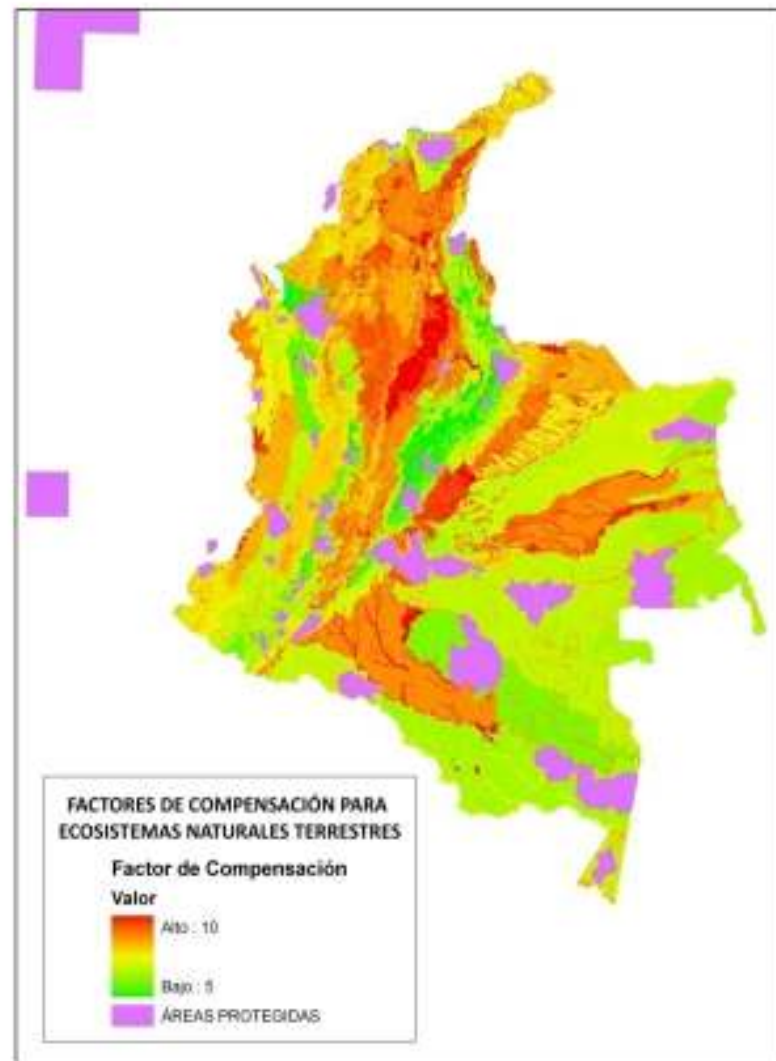 FACTORES DE COMPENSACIÓN PARA
ECOSISTEMAS NATURALES TERRESTRES
Factor de Compensación
Valor
Alto : 10
Bajo : 5
ÁREAS PROTEGIDAS